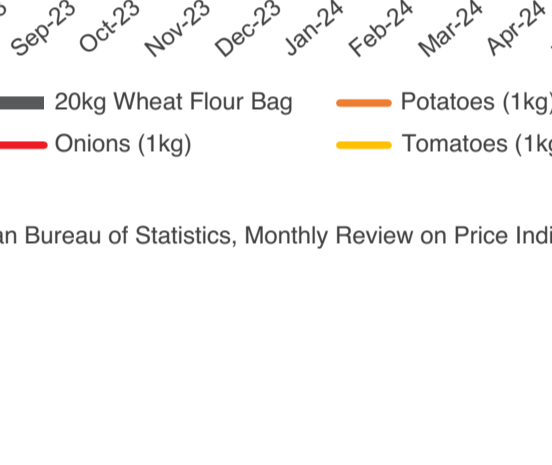 Sep-23 Oct-23 Nov-23 Dec-23 Jan-24 Feb-24 Mar-24 Apr-24
20kg Wheat Flour Bag Potatoes (1kg)
Onions (1kg) Tomatoes (1kg
an Bureau of Statistics, Monthly Review on Price Indi